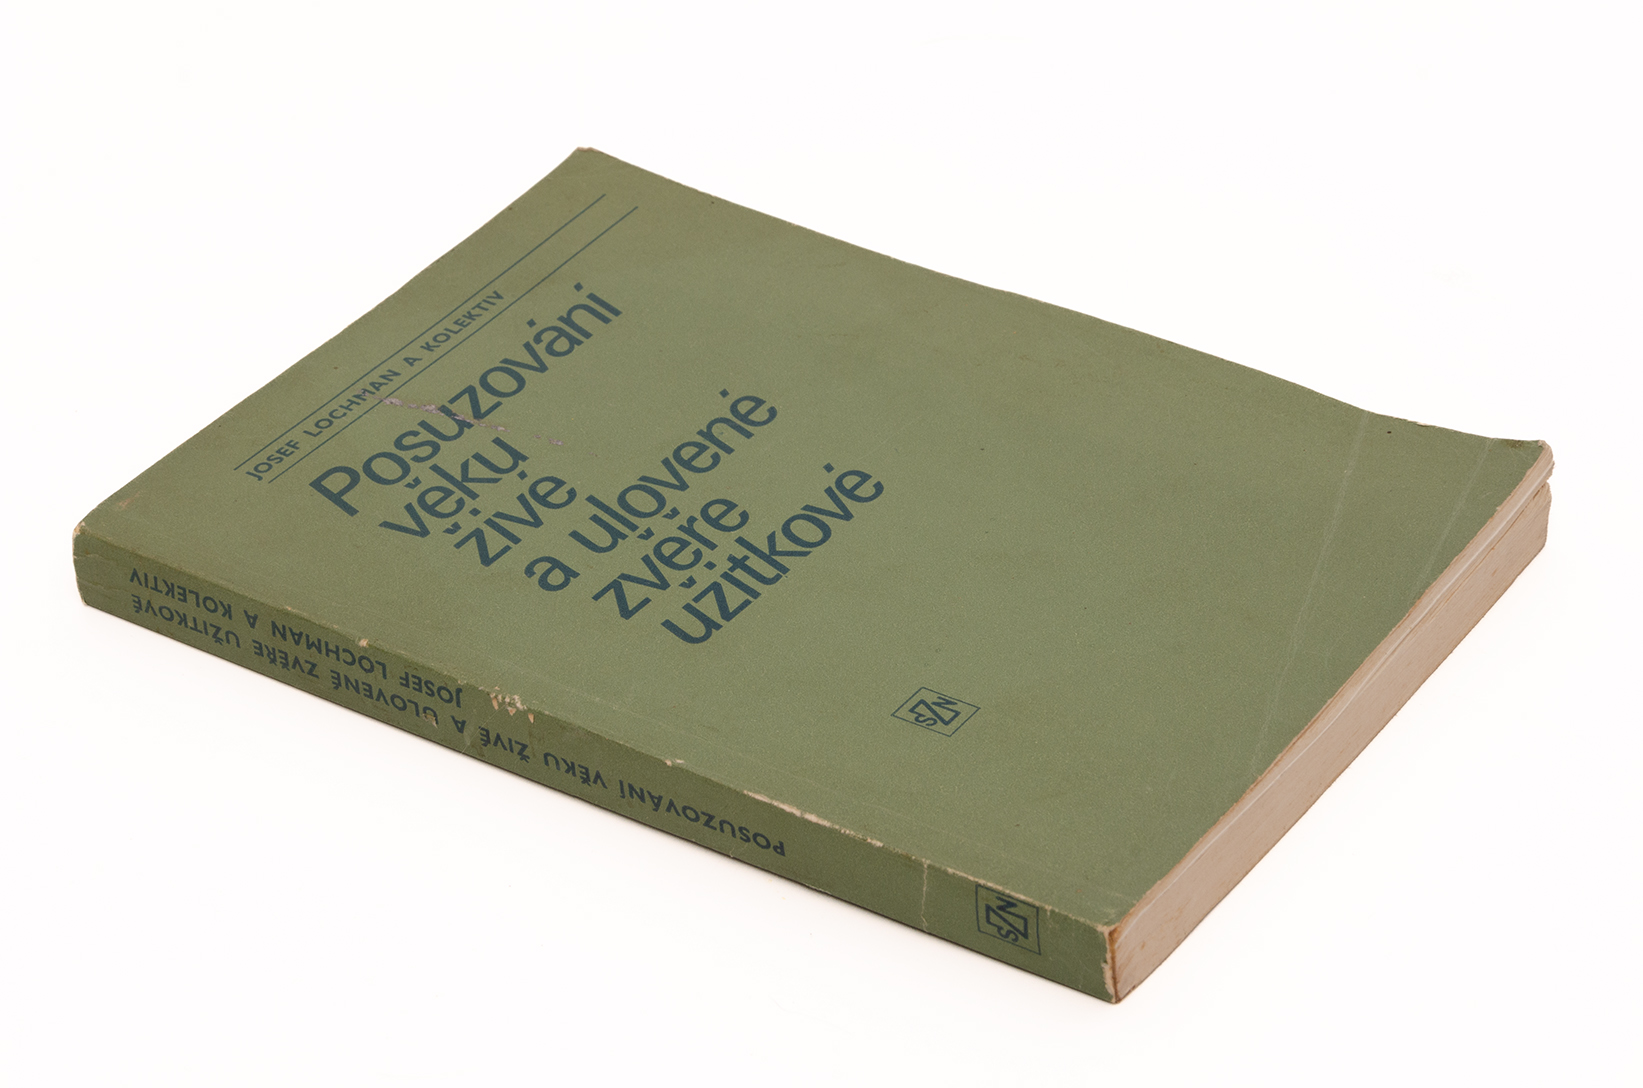 JOSEF LOCHMAN A KOLEKTIV
Posuzování
věku
živé
a ulovené
zvěře
užitkové
SZN
POSUZOVÁNÍ VĚKU ŽIVÉ A ULOVENÉ ZVĚŘE UŽITKOVÉ
JOSEF LOCHMAN A KOLEKTIV
SZN